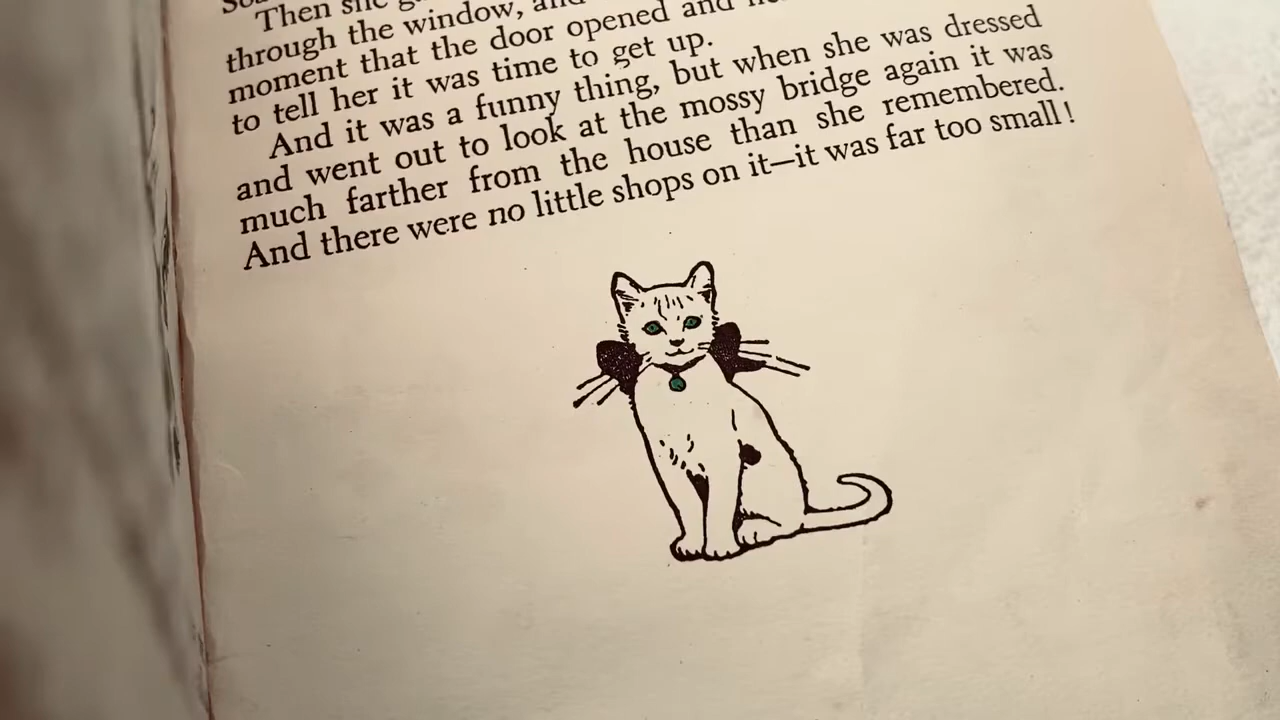 Then she
through the window, and
moment that the door opened and
to tell her it was time to get up.
And it was a funny thing, but when she was dressed
and went out to look at the mossy bridge again it was
much farther from the house than she remembered.
And there were no little shops on it—it was far too small!